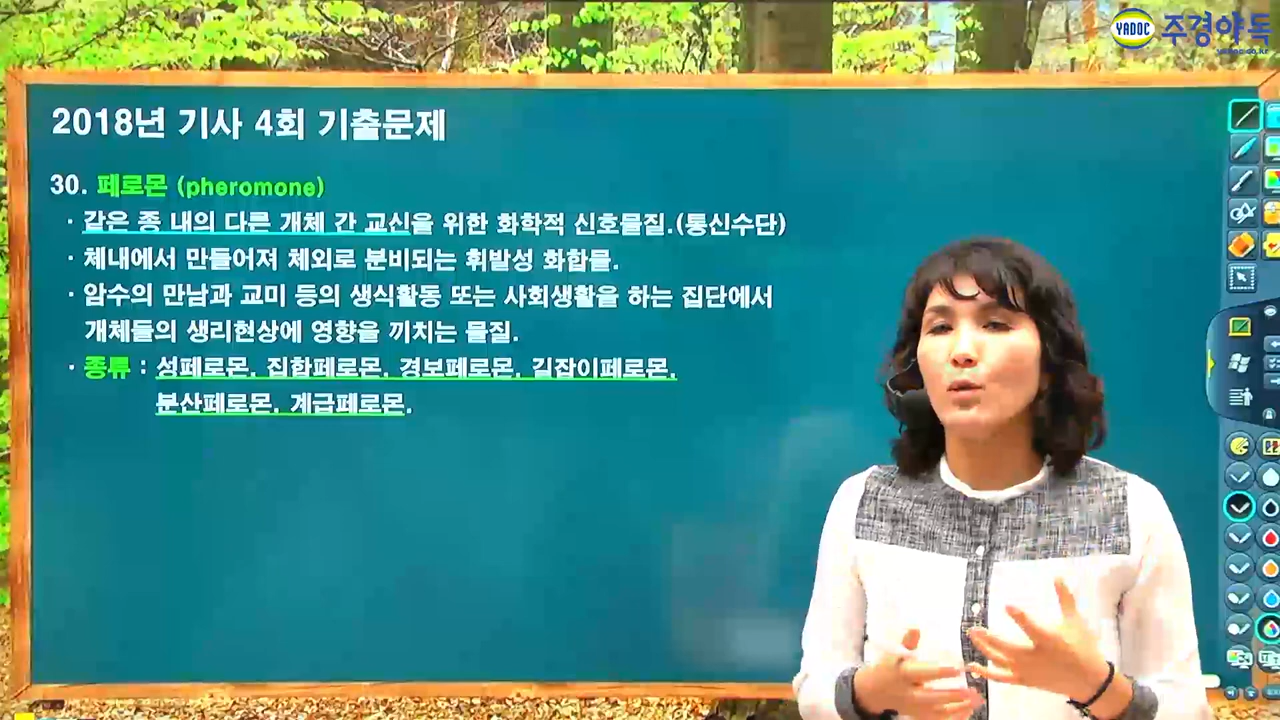 YADOC 주경야독
yadoc.co.kr
2018년 기사 4회 기출문제
30. 페로몬 (pheromone)
· 같은 종 내의 다른 개체 간 교신을 위한 화학적 신호물질.(통신수단)
· 체내에서 만들어져 체외로 분비되는 휘발성 화합물.
· 암수의 만남과 교미 등의 생식활동 또는 사회생활을 하는 집단에서
개체들의 생리현상에 영향을 끼치는 물질.
· 종류 : 성페로몬, 집합페로몬, 경보페로몬, 길잡이페로몬,
분산페로몬, 계급페로몬.